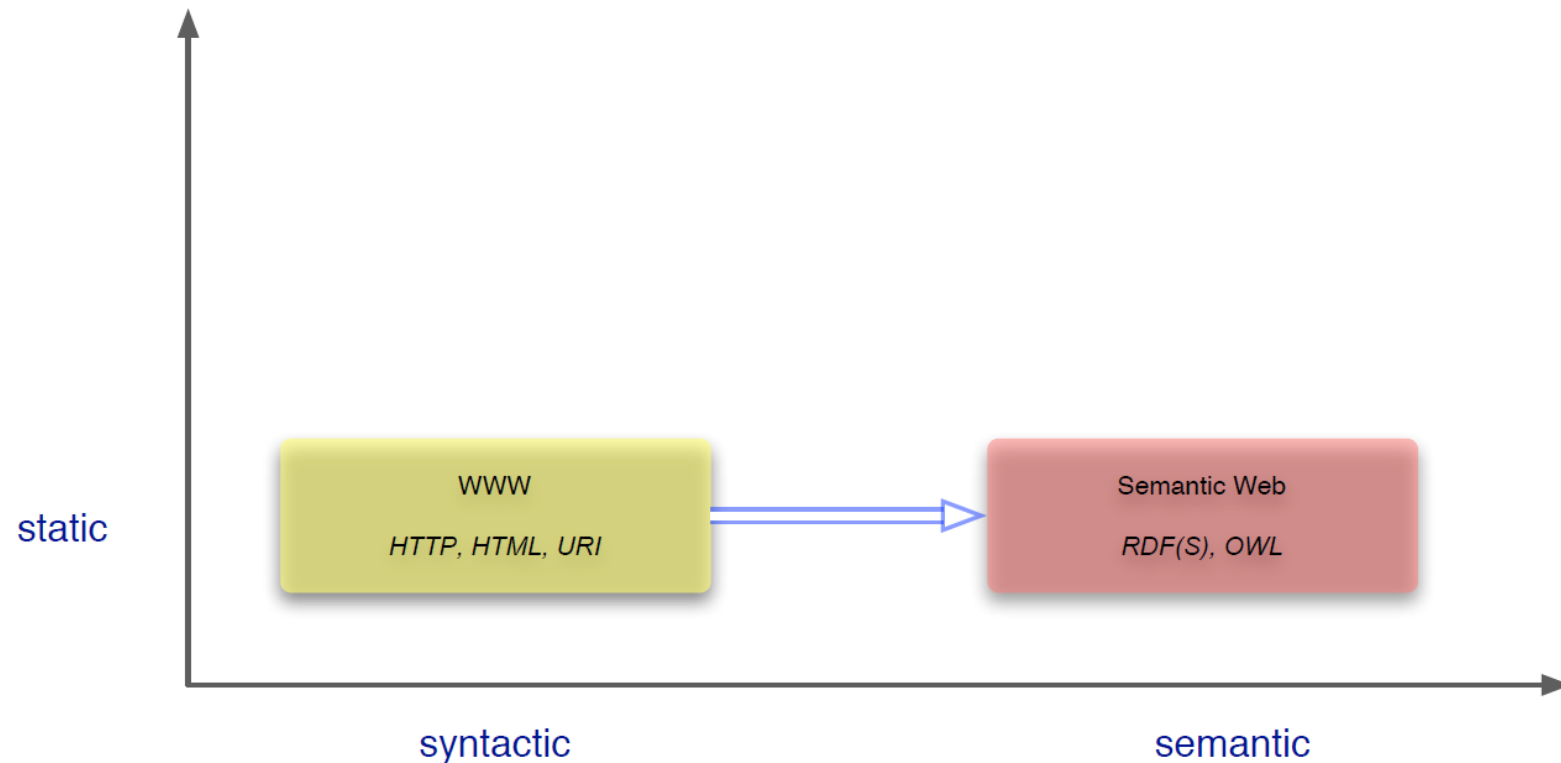 WWW
HTTP, HTML, URI
Semantic Web
RDF(S), OWL
static
syntactic
semantic